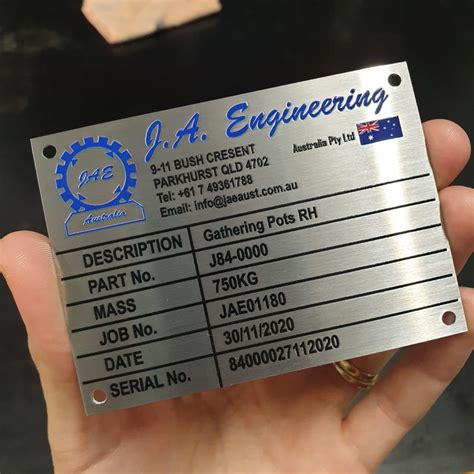 J.A. Engineering
Australia Pty Ltd
9-11 BUSH CRESENT
PARKHURST QLD 4702
Tel: +61 7 49361788
Email: info@jaeaust.com.au
JAE
Australia
DESCRIPTION Gathering Pots RH
PART No. J84-0000
MASS 750KG
JOB No. JAE01180
DATE 30/11/2020
SERIAL No. 84000027112020